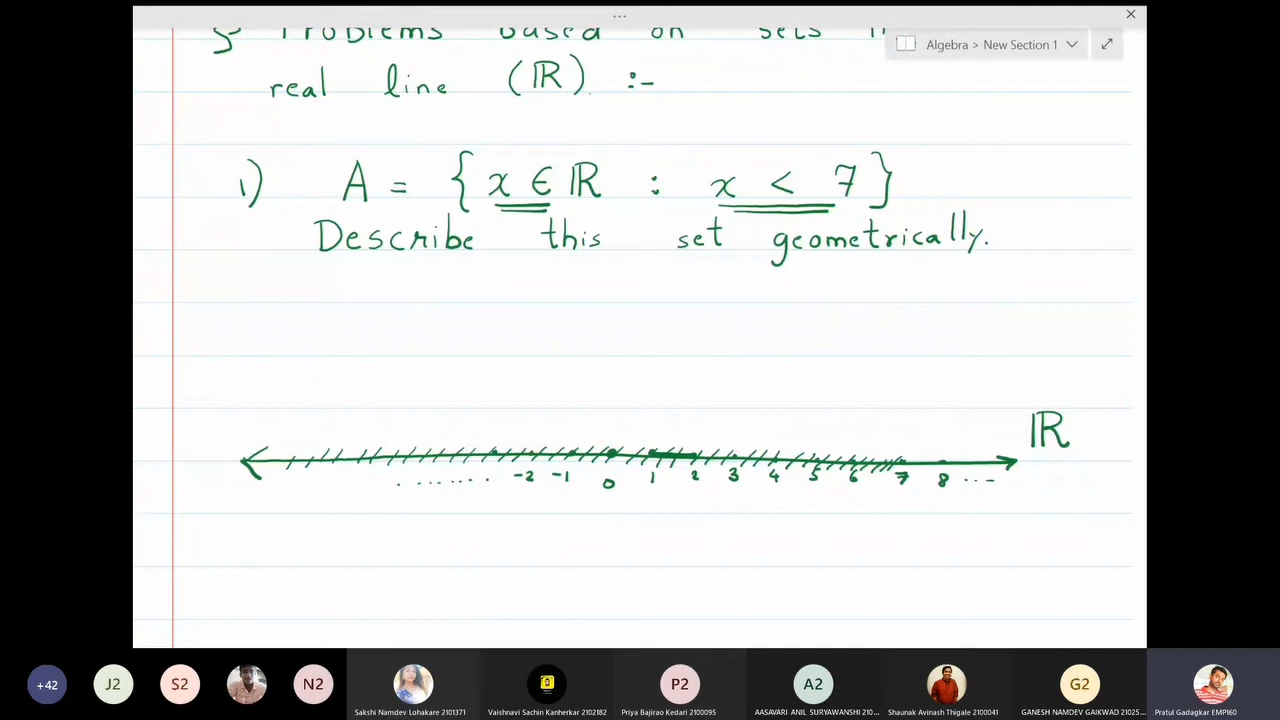 ...
Algebra > New Section 1
Problems based on sets in
real line (ℝ) :-
1) A = { x ∈ ℝ : x < 7 }
Describe this set geometrically.
ℝ
........ -2 -1 0 1 2 3 4 5 6 7 8 ...
+42 J2 S2 N2 P2 A2 G2
Sakshi Namdev Lohakare 2101371
Vaishnavi Sachin Kanherkar 2102182
Priya Bajirao Kedari 2100095
AASAVARI ANIL SURYAWANSHI 210...
Shaunak Avinash Thigale 2100041
GANESH NAMDEV GAIKWAD 21025...
Pratul Gadagkar EMP160